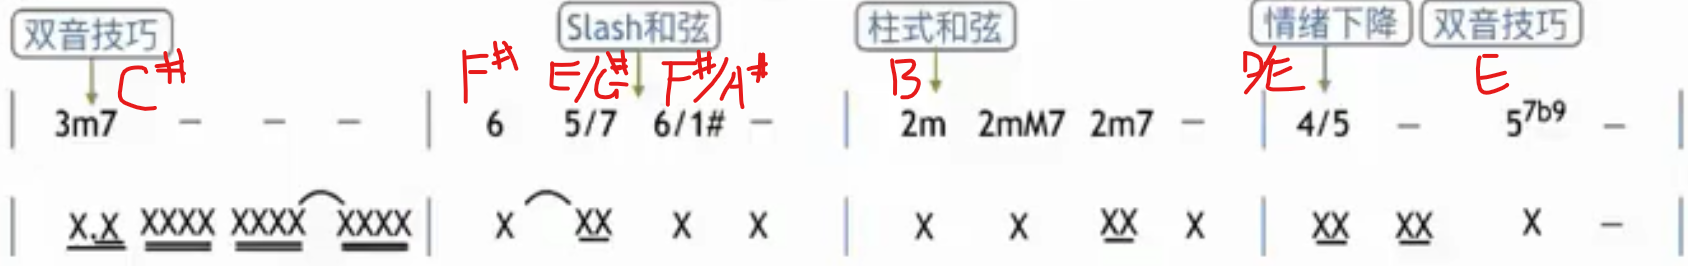 双音技巧 Slash和弦 柱式和弦 情绪下降 双音技巧
C# F# E/G# F#/A# B D/E E
3m7 – – – | 6 5/7 6/1# – | 2m 2mM7 2m7 – | 4/5 – 57b9 –
X.X XXXX XXXX XXXX | X XX X X | X X XX X | XX XX X –